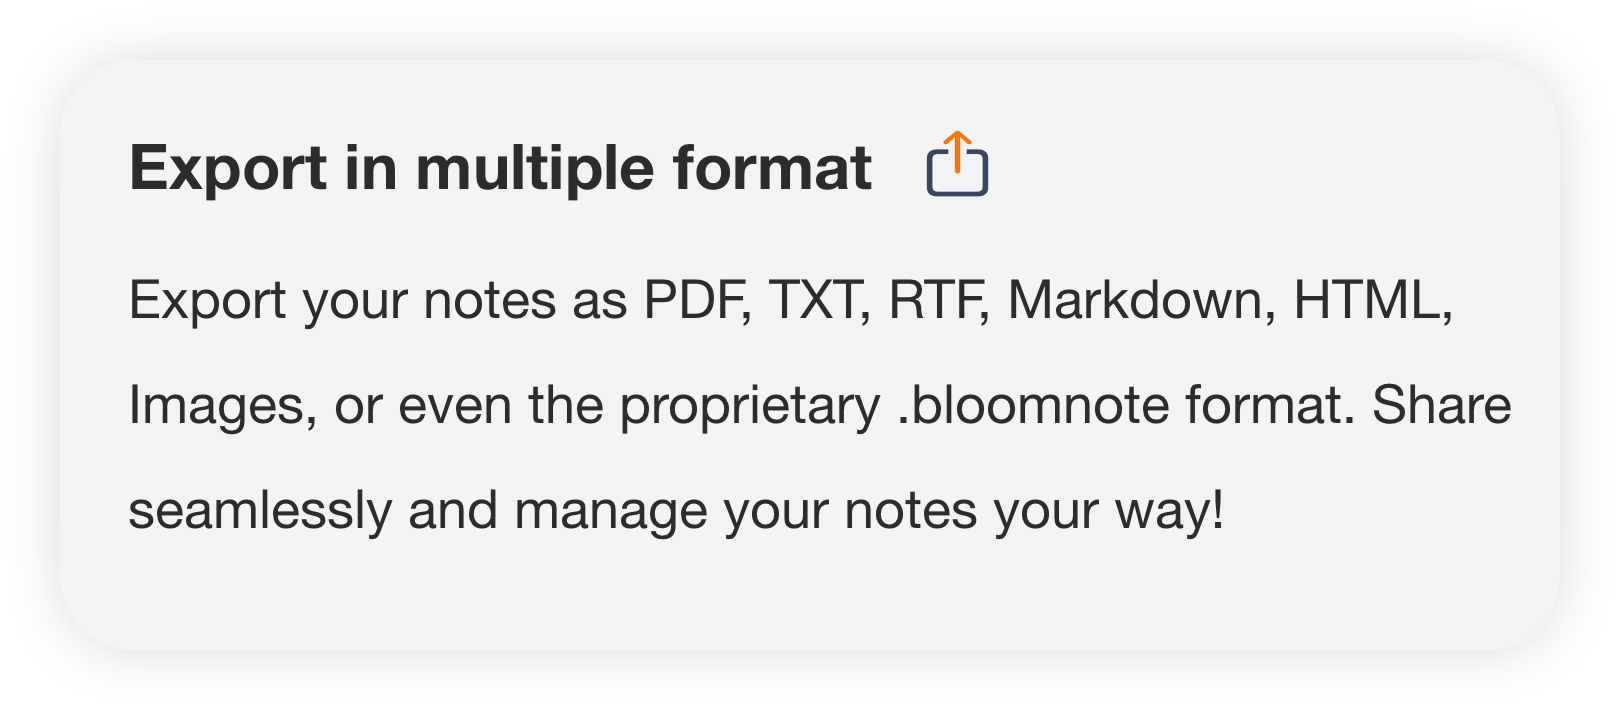 Export in multiple format
Export your notes as PDF, TXT, RTF, Markdown, HTML,
Images, or even the proprietary .bloomnote format. Share
seamlessly and manage your notes your way!